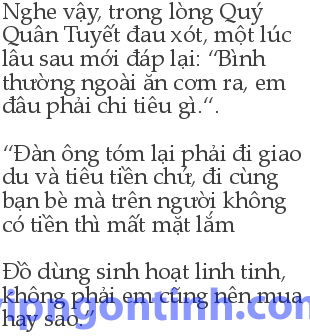 Nghe vậy, trong lòng Quý
Quân Tuyết đau xót, một lúc
lâu sau mới đáp lại: “Bình
thường ngoài ăn cơm ra, em
đâu phải chi tiêu gì.“.

“Đàn ông tóm lại phải đi giao
du và tiêu tiền chứ, đi cùng
bạn bè mà trên người không
có tiền thì mất mặt lắm

Đồ dùng sinh hoạt linh tinh,
không phải em cũng nên mua
vipngontinh.com
hay sao.”